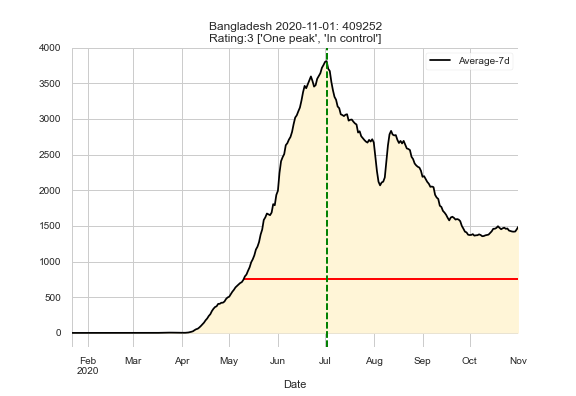 Bangladesh 2020-11-01: 409252
Rating:3 ['One peak', 'In control']
Average-7d
4000
3500
3000
2500
2000
1500
1000
500
0
Feb Mar Apr May Jun Jul Aug Sep Oct Nov
2020
Date